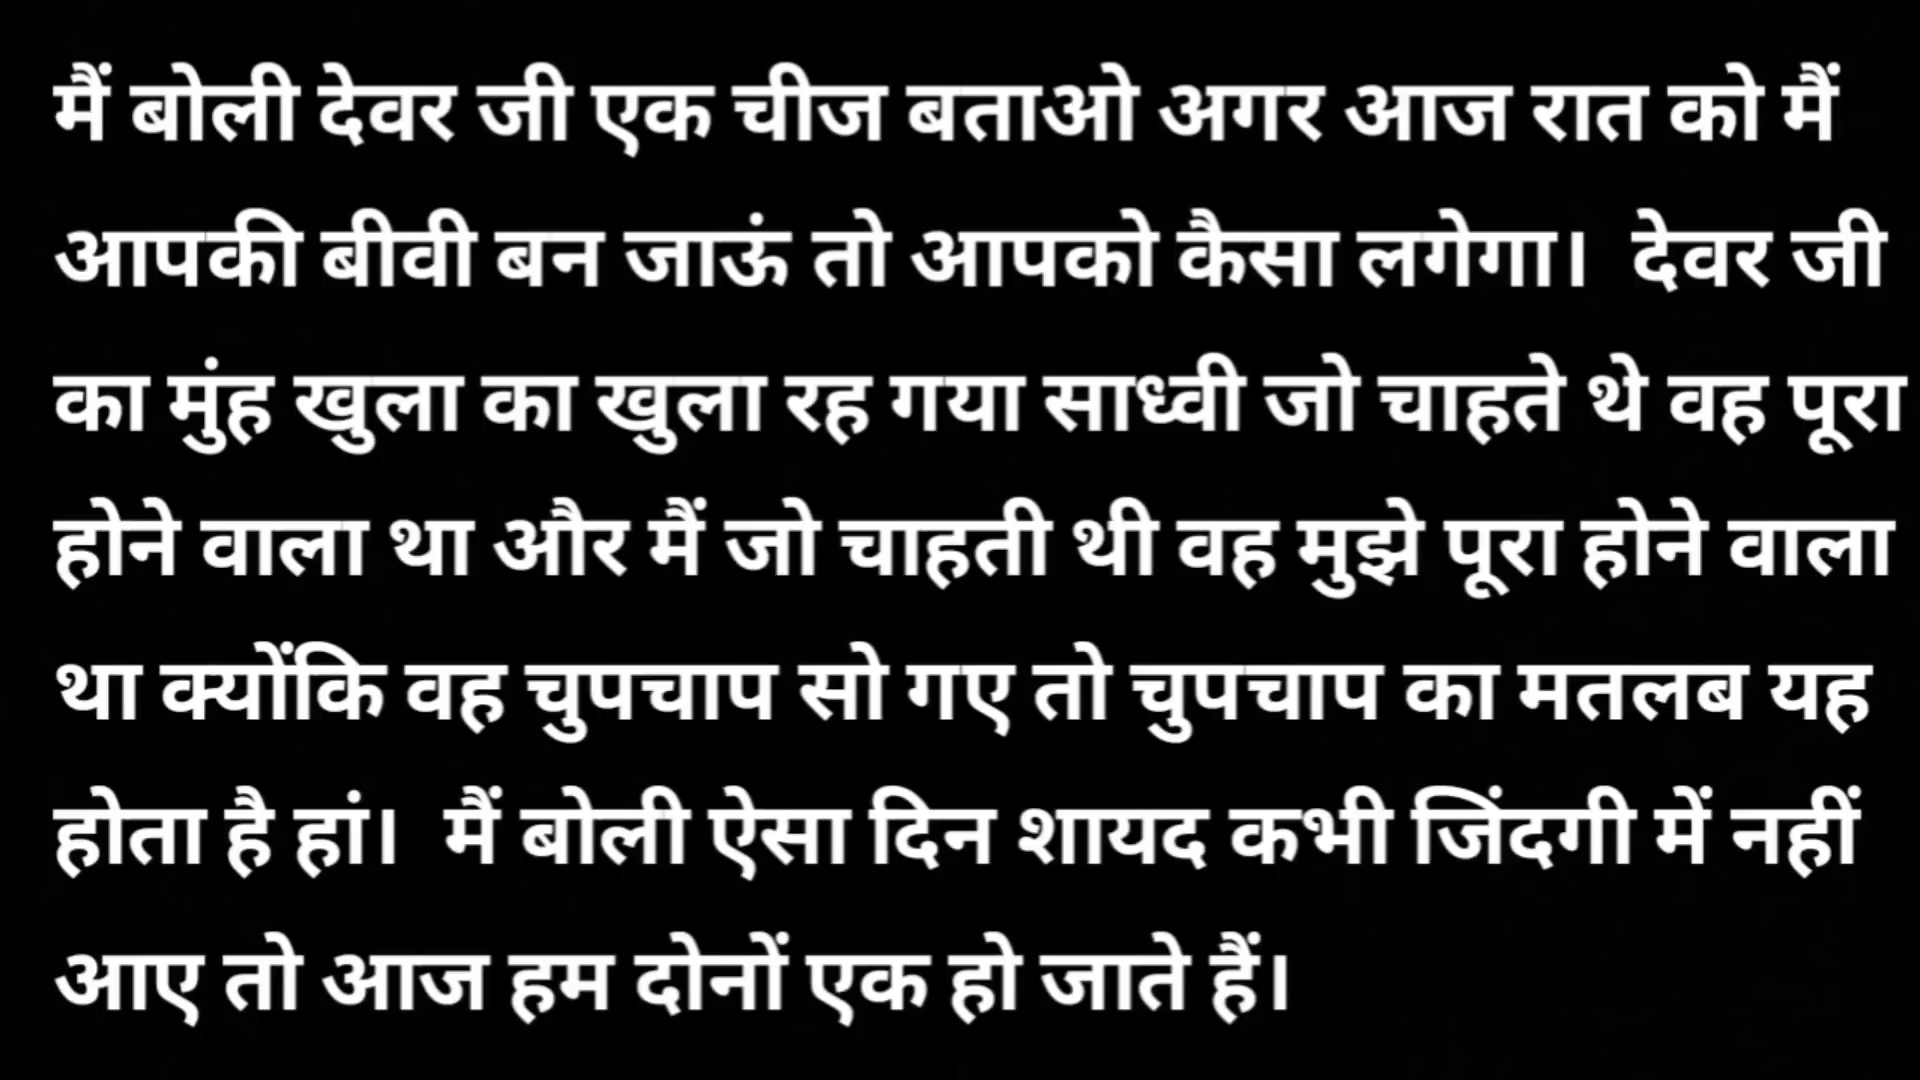 मैं बोली देवर जी एक चीज बताओ अगर आज रात को मैं
आपकी बीवी बन जाऊं तो आपको कैसा लगेगा। देवर जी
का मुंह खुला का खुला रह गया साध्वी जो चाहते थे वह पूरा
होने वाला था और मैं जो चाहती थी वह मुझे पूरा होने वाला
था क्योंकि वह चुपचाप सो गए तो चुपचाप का मतलब यह
होता है हां। मैं बोली ऐसा दिन शायद कभी जिंदगी में नहीं
आए तो आज हम दोनों एक हो जाते हैं।